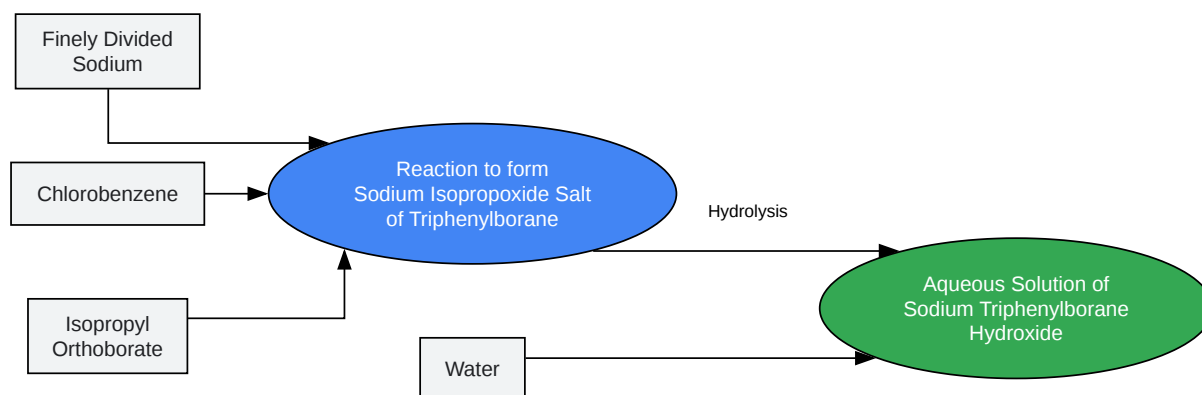 Finely Divided
Sodium
Chlorobenzene
Reaction to form
Sodium Isopropoxide Salt
of Triphenylborane
Hydrolysis
Isopropyl
Orthoborate
Water
Aqueous Solution of
Sodium Triphenylborane
Hydroxide